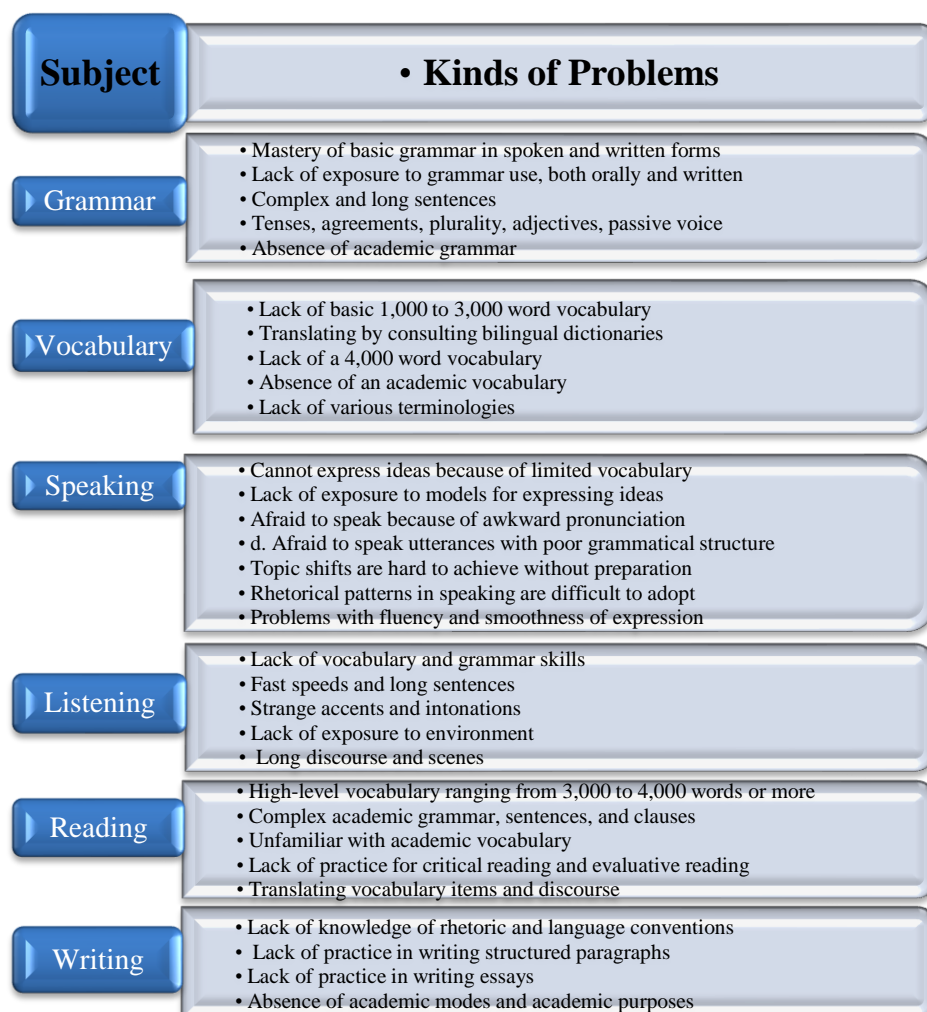 Subject
• Kinds of Problems
Grammar
• Mastery of basic grammar in spoken and written forms
• Lack of exposure to grammar use, both orally and written
• Complex and long sentences
• Tenses, agreements, plurality, adjectives, passive voice
• Absence of academic grammar
Vocabulary
• Lack of basic 1,000 to 3,000 word vocabulary
• Translating by consulting bilingual dictionaries
• Lack of a 4,000 word vocabulary
• Absence of an academic vocabulary
• Lack of various terminologies
Speaking
• Cannot express ideas because of limited vocabulary
• Lack of exposure to models for expressing ideas
• Afraid to speak because of awkward pronunciation
• d. Afraid to speak utterances with poor grammatical structure
• Topic shifts are hard to achieve without preparation
• Rhetorical patterns in speaking are difficult to adopt
• Problems with fluency and smoothness of expression
Listening
• Lack of vocabulary and grammar skills
• Fast speeds and long sentences
• Strange accents and intonations
• Lack of exposure to environment
• Long discourse and scenes
Reading
• High-level vocabulary ranging from 3,000 to 4,000 words or more
• Complex academic grammar, sentences, and clauses
• Unfamiliar with academic vocabulary
• Lack of practice for critical reading and evaluative reading
• Translating vocabulary items and discourse
Writing
• Lack of knowledge of rhetoric and language conventions
• Lack of practice in writing structured paragraphs
• Lack of practice in writing essays
• Absence of academic modes and academic purposes